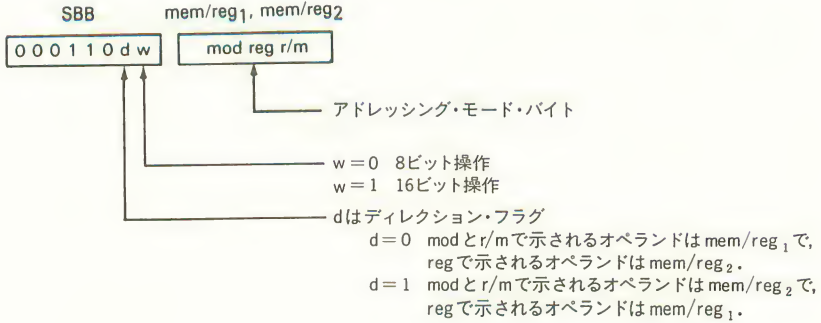 SBB mem/reg₁, mem/reg₂
0 0 0 1 1 0 d w mod reg r/m
アドレッシング・モード・バイト
w=0 8ビット操作
w=1 16ビット操作
dはディレクション・フラグ
d=0 modとr/mで示されるオペランドはmem/reg₁で,
regで示されるオペランドはmem/reg₂.
d=1 modとr/mで示されるオペランドはmem/reg₂で,
regで示されるオペランドはmem/reg₁.